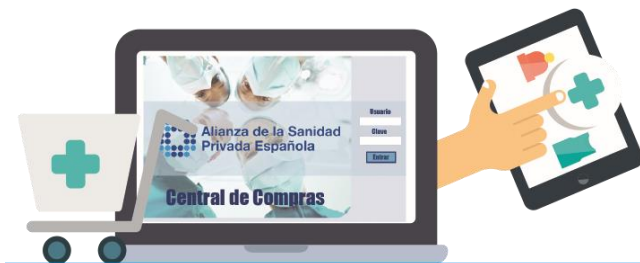 Usuario
Alianza de la Sanidad
Privada Española
Clave
Entrar
Central de Compras